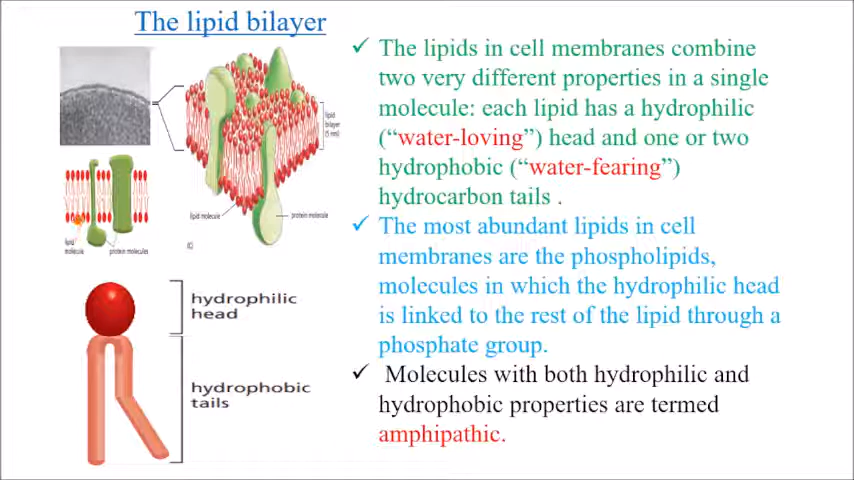 The lipid bilayer
lipid
bilayer
(5 nm)
lipid molecule
protein molecule
(C)
lipid
molecule
protein molecules
hydrophilic
head
hydrophobic
tails
✓ The lipids in cell membranes combine
two very different properties in a single
molecule: each lipid has a hydrophilic
(“water-loving”) head and one or two
hydrophobic (“water-fearing”)
hydrocarbon tails .
✓ The most abundant lipids in cell
membranes are the phospholipids,
molecules in which the hydrophilic head
is linked to the rest of the lipid through a
phosphate group.
✓ Molecules with both hydrophilic and
hydrophobic properties are termed
amphipathic.